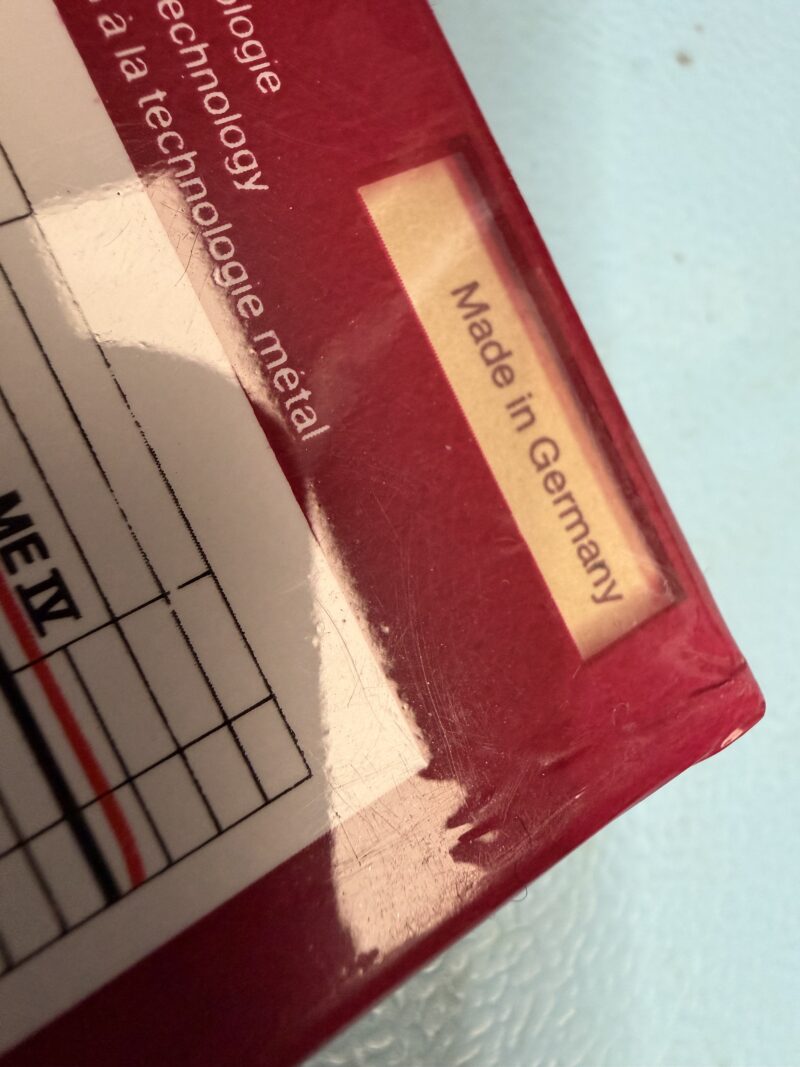 ologie
echnology
à la technologie métal
Made in Germany
ME IV